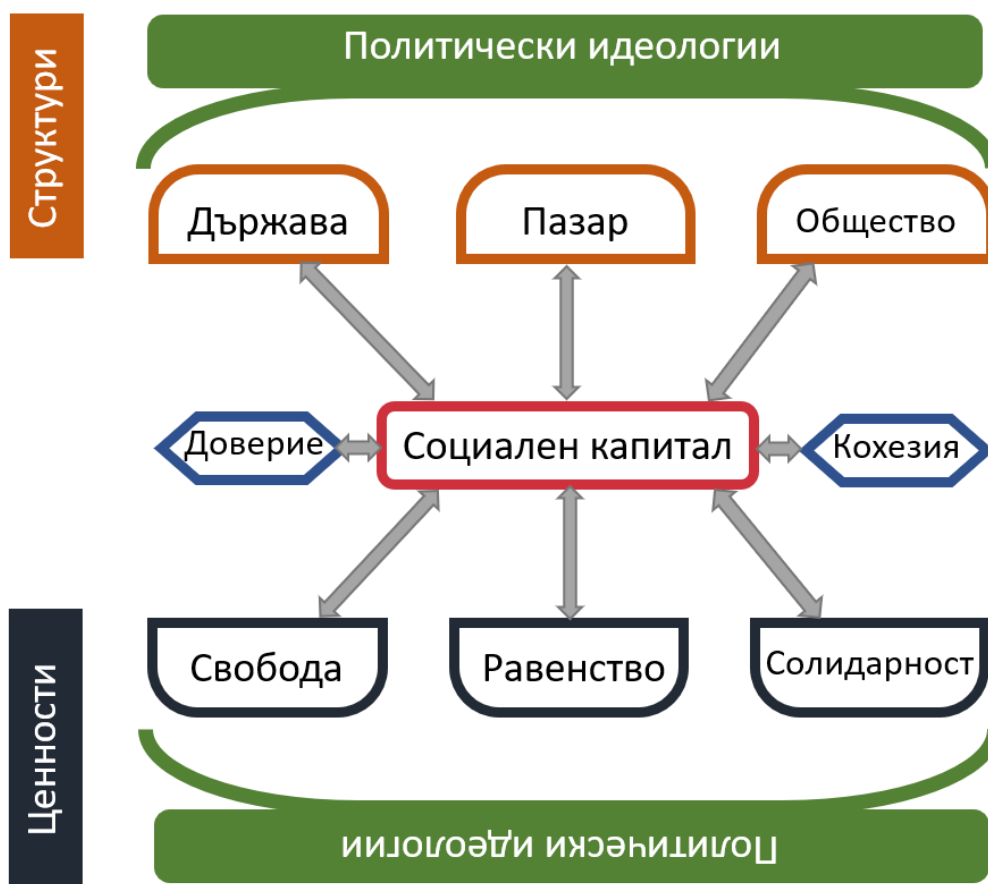 Политически идеологии
Структури
Държава
Пазар
Общество
Доверие
Социален капитал
Кохезия
Ценности
Свобода
Равенство
Солидарност
Политически идеологии